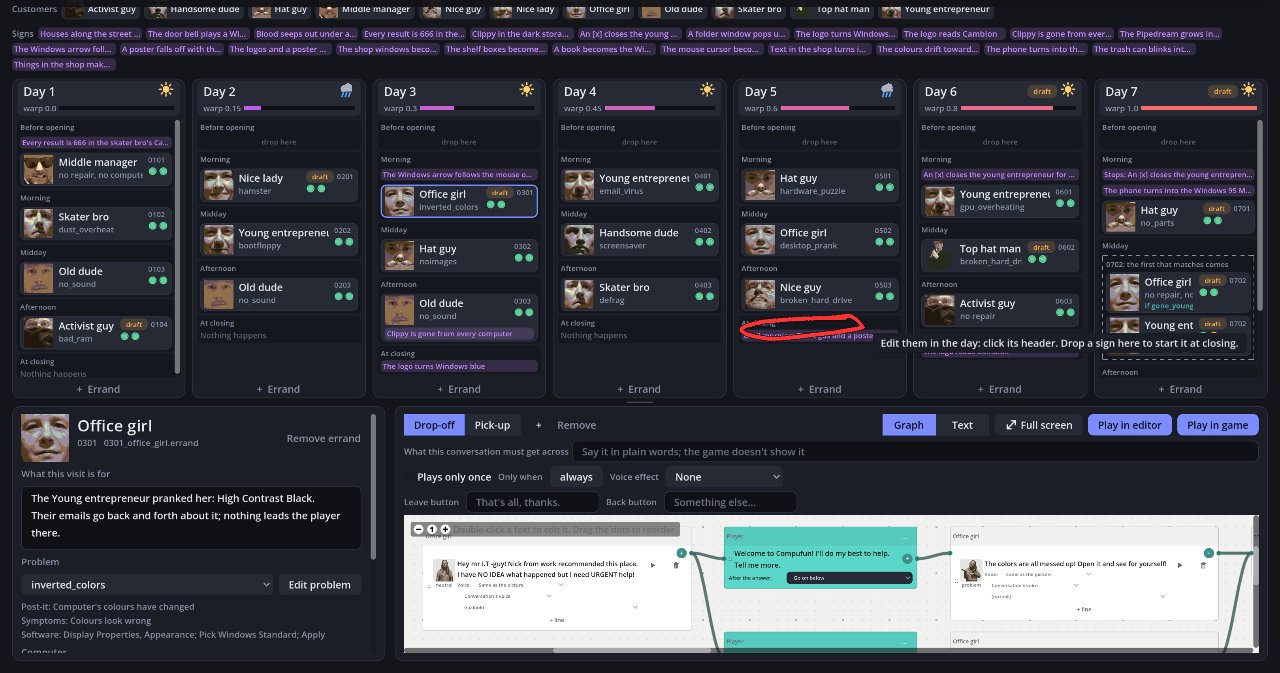 Customers Activist guy Handsome dude Hat guy Middle manager Nice guy Nice lady Office girl Old dude Skater bro Top hat man Young entrepreneur
Signs Houses along the street ... The door bell plays a Wi... Blood seeps out under a... Every result is 666 in the... Clippy in the dark stora... An [x] closes the young ... A folder window pops u... The logo turns Windows... The logo reads Cambion Clippy is gone from ever... The Pipedream grows in...
The Windows arrow foll... A poster falls off with th... The logos and a poster ... The shop windows beco... The shelf boxes become... A book becomes the Wi... The mouse cursor beco... Text in the shop turns i... The colours drift toward... The phone turns into th... The trash can blinks int...
Things in the shop mak...
Day 1
warp 0.0
Before opening
Every result is 666 in the skater bro's Ca...
Middle manager 0101
no repair, no compute
Morning
Skater bro 0102
dust_overheat
Midday
Old dude 0103
no_sound
Afternoon
Activist guy draft 0104
bad_ram
At closing
Nothing happens
+ Errand
Day 2
warp 0.15
Before opening
drop here
Morning
Nice lady draft 0201
hamster
Midday
Young entrepreneu 0202
bootfloppy
Afternoon
Old dude 0203
no_sound
At closing
Nothing happens
+ Errand
Day 3
warp 0.3
Before opening
drop here
Morning
The Windows arrow follows the mouse o...
Office girl draft 0301
inverted_colors
Midday
Hat guy 0302
noimages
Afternoon
Old dude 0303
no_sound
Clippy is gone from every computer
At closing
The logo turns Windows blue
+ Errand
Day 4
warp 0.45
Before opening
drop here
Morning
Young entrepreneu 0401
email_virus
Midday
Handsome dude 0402
screensaver
Afternoon
Skater bro 0403
defrag
At closing
Nothing happens
+ Errand
Day 5
warp 0.6
Before opening
drop here
Morning
Hat guy 0501
hardware_puzzle
Midday
Office girl 0502
desktop_prank
Afternoon
Nice guy 0503
broken_hard_drive
+ Errand
Day 6 draft
warp 0.8
Before opening
drop here
Morning
An [x] closes the young entrepreneur for ...
Young entrepreneu 0601
gpu_overheating
Midday
Top hat man draft 0602
broken_hard_dr
Afternoon
Activist guy 0603
no repair
+ Errand
Day 7 draft
warp 1.0
Before opening
drop here
Morning
Stops: An [x] closes the young entrepren...
The phone turns into the Windows 95 M...
Hat guy draft 0701
no_parts
Midday
0702: the first that matches comes
Office girl draft 0702
no repair, nc
if gone_young
Young ent draft 0702
Afternoon
+ Errand
Edit them in the day: click its header. Drop a sign here to start it at closing.
Office girl
0301 0301_office_girl.errand
Remove errand
What this visit is for
The Young entrepreneur pranked her: High Contrast Black.
Their emails go back and forth about it; nothing leads the player
there.
Problem
inverted_colors Edit problem
Post-it: Computer's colours have changed
Symptoms: Colours look wrong
Software: Display Properties, Appearance; Pick Windows Standard; Apply
Computer
Drop-off Pick-up + Remove Graph Text Full screen Play in editor Play in game
What this conversation must get across Say it in plain words; the game doesn't show it
Plays only once Only when always Voice effect None
Leave button That's all, thanks. Back button Something else...
1 Double-click a text to edit it. Drag the dots to reorder.
Office girl
Hey mr I.T -guy! Nick from work recommended this place.
I have NO IDEA what happened but I need URGENT help!
neutral Voice: Same as the picture
Conversation's voice
(no look)
+ line
Player ...
Welcome to Compufun! I'll do my best to help.
Tell me more.
After the answer: Go on below
Player ...
Office girl
The colors are all messed up! Open it and see for yourself!
problem Voice: Same as the picture
Conversation's voice
(no look)
+ line
Office girl